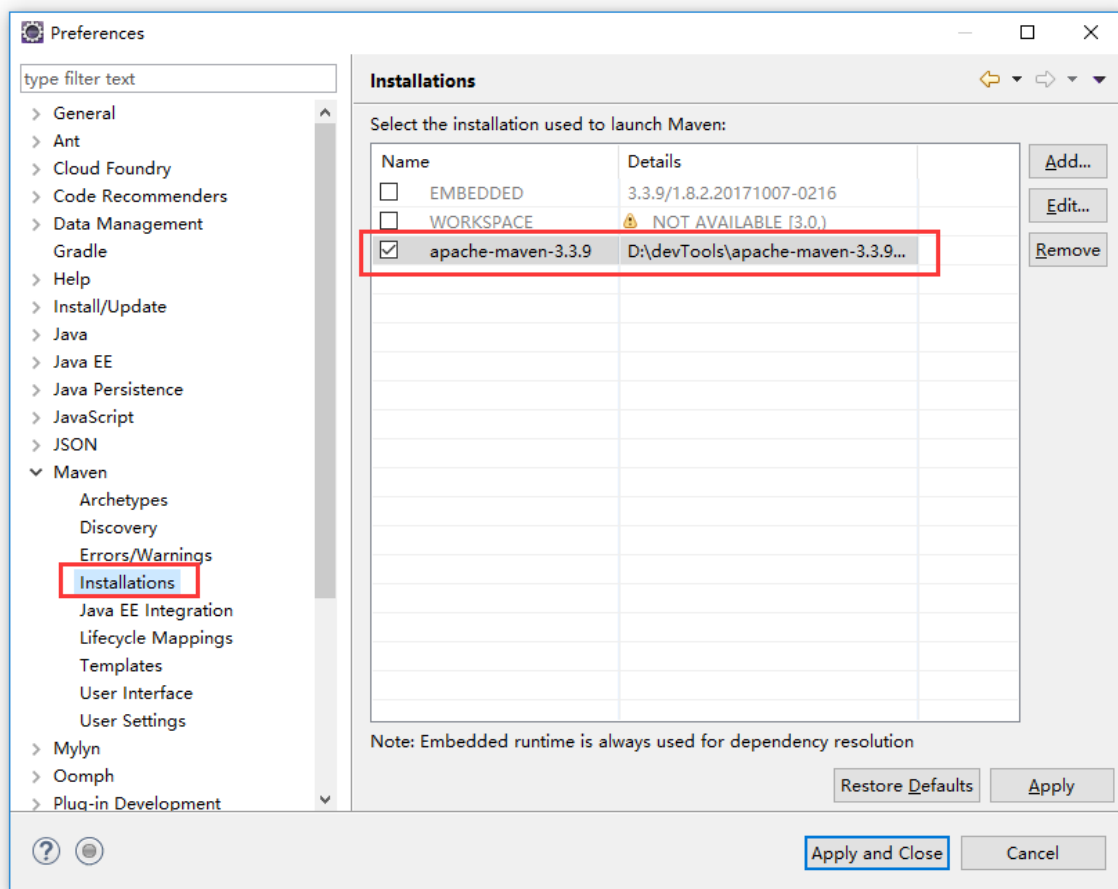 Preferences
type filter text
General
Ant
Cloud Foundry
Code Recommenders
Data Management
Gradle
Help
Install/Update
Java
Java EE
Java Persistence
JavaScript
JSON
Maven
Archetypes
Discovery
Errors/Warnings
Installations
Java EE Integration
Lifecycle Mappings
Templates
User Interface
User Settings
Mylyn
Oomph
Plug-in Development
Installations
Select the installation used to launch Maven:
Name Details
EMBEDDED 3.3.9/1.8.2.20171007-0216
WORKSPACE NOT AVAILABLE [3.0,)
apache-maven-3.3.9 D:\devTools\apache-maven-3.3.9...
Add...
Edit...
Remove
Note: Embedded runtime is always used for dependency resolution
Restore Defaults Apply
? Apply and Close Cancel